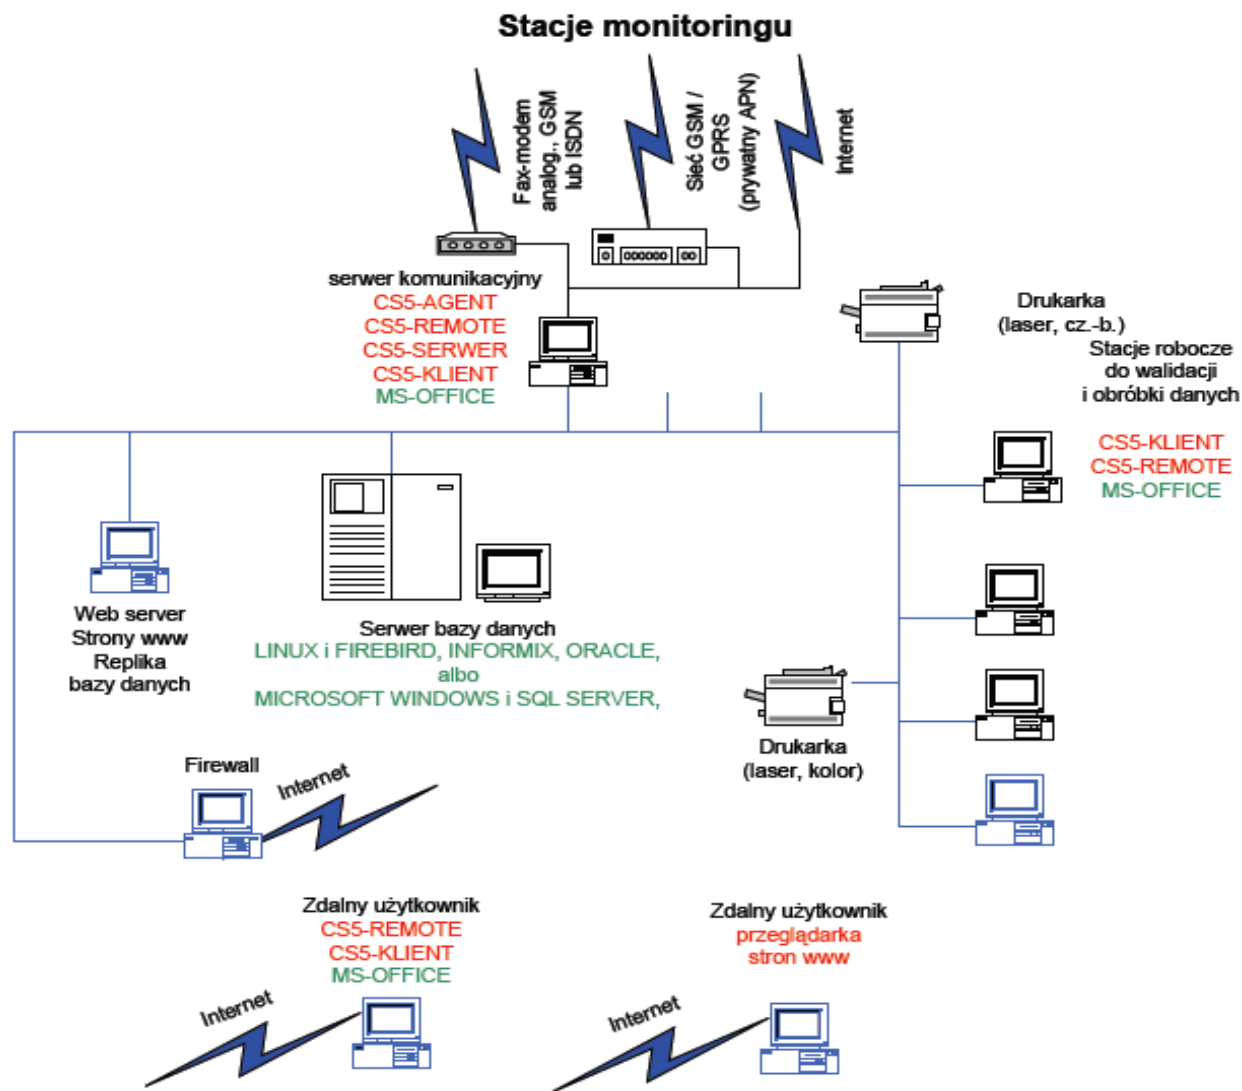 Stacje monitoringu
Fax-modem
analog., GSM
lub ISDN
Sieć GSM /
GPRS
(prywatny APN)
Internet
serwer komunikacyjny
CS5-AGENT
CS5-REMOTE
CS5-SERWER
CS5-KLIENT
MS-OFFICE
Drukarka
(laser, cz.-b.)
Stacje robocze
do walidacji
i obróbki danych
CS5-KLIENT
CS5-REMOTE
MS-OFFICE
Web server
Strony www
Replika
bazy danych
Serwer bazy danych
LINUX i FIREBIRD, INFORMIX, ORACLE,
albo
MICROSOFT WINDOWS i SQL SERVER,
Drukarka
(laser, kolor)
Firewall
Internet
Zdalny użytkownik
CS5-REMOTE
CS5-KLIENT
MS-OFFICE
Internet
Zdalny użytkownik
przeglądarka
stron www
Internet